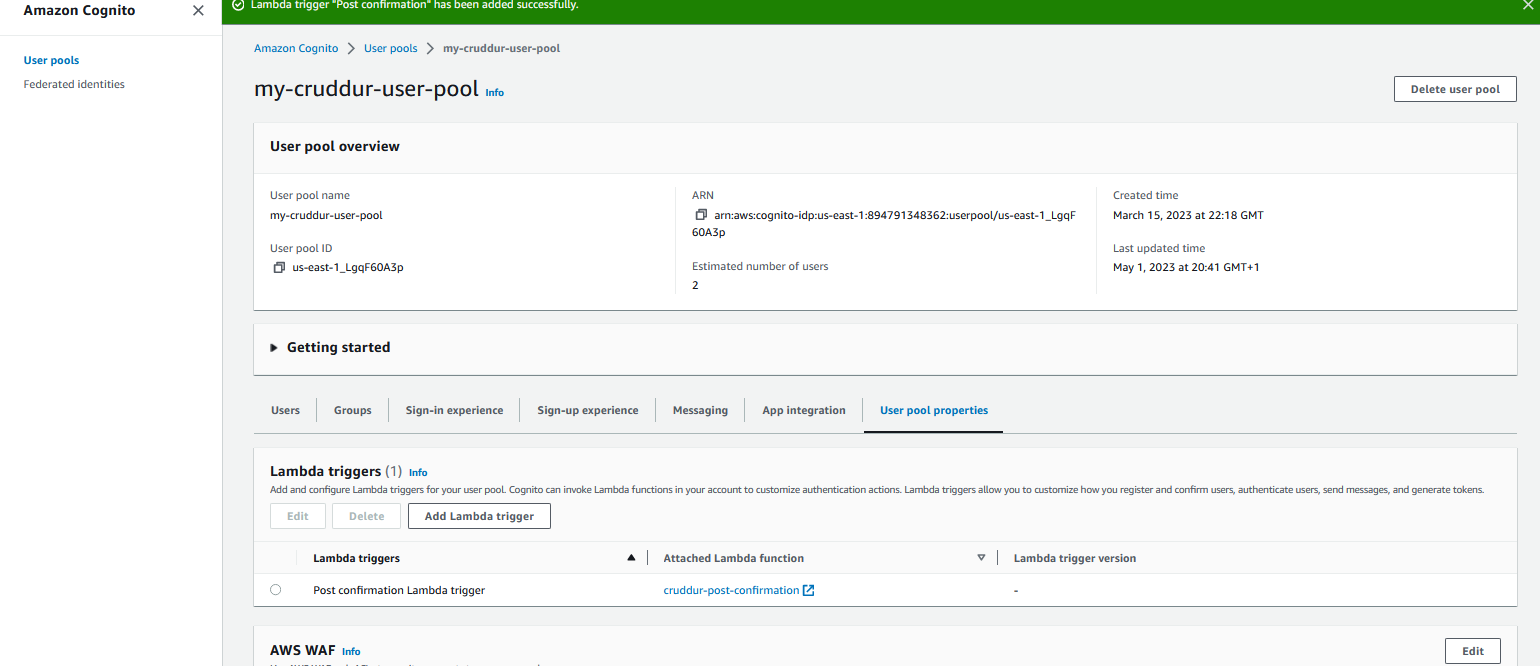 Amazon Cognito
Lambda trigger "Post confirmation" has been added successfully.
User pools
Federated identities
Amazon Cognito > User pools > my-cruddur-user-pool
my-cruddur-user-pool Info
Delete user pool
User pool overview
User pool name
my-cruddur-user-pool
User pool ID
us-east-1_LgqF60A3p
ARN
arn:aws:cognito-idp:us-east-1:894791348362:userpool/us-east-1_LgqF
60A3p
Estimated number of users
2
Created time
March 15, 2023 at 22:18 GMT
Last updated time
May 1, 2023 at 20:41 GMT+1
Getting started
Users Groups Sign-in experience Sign-up experience Messaging App integration User pool properties
Lambda triggers (1) Info
Add and configure Lambda triggers for your user pool. Cognito can invoke Lambda functions in your account to customize authentication actions. Lambda triggers allow you to customize how you register and confirm users, authenticate users, send messages, and generate tokens.
Edit Delete Add Lambda trigger
Lambda triggers Attached Lambda function Lambda trigger version
Post confirmation Lambda trigger cruddur-post-confirmation -
AWS WAF Info
Edit